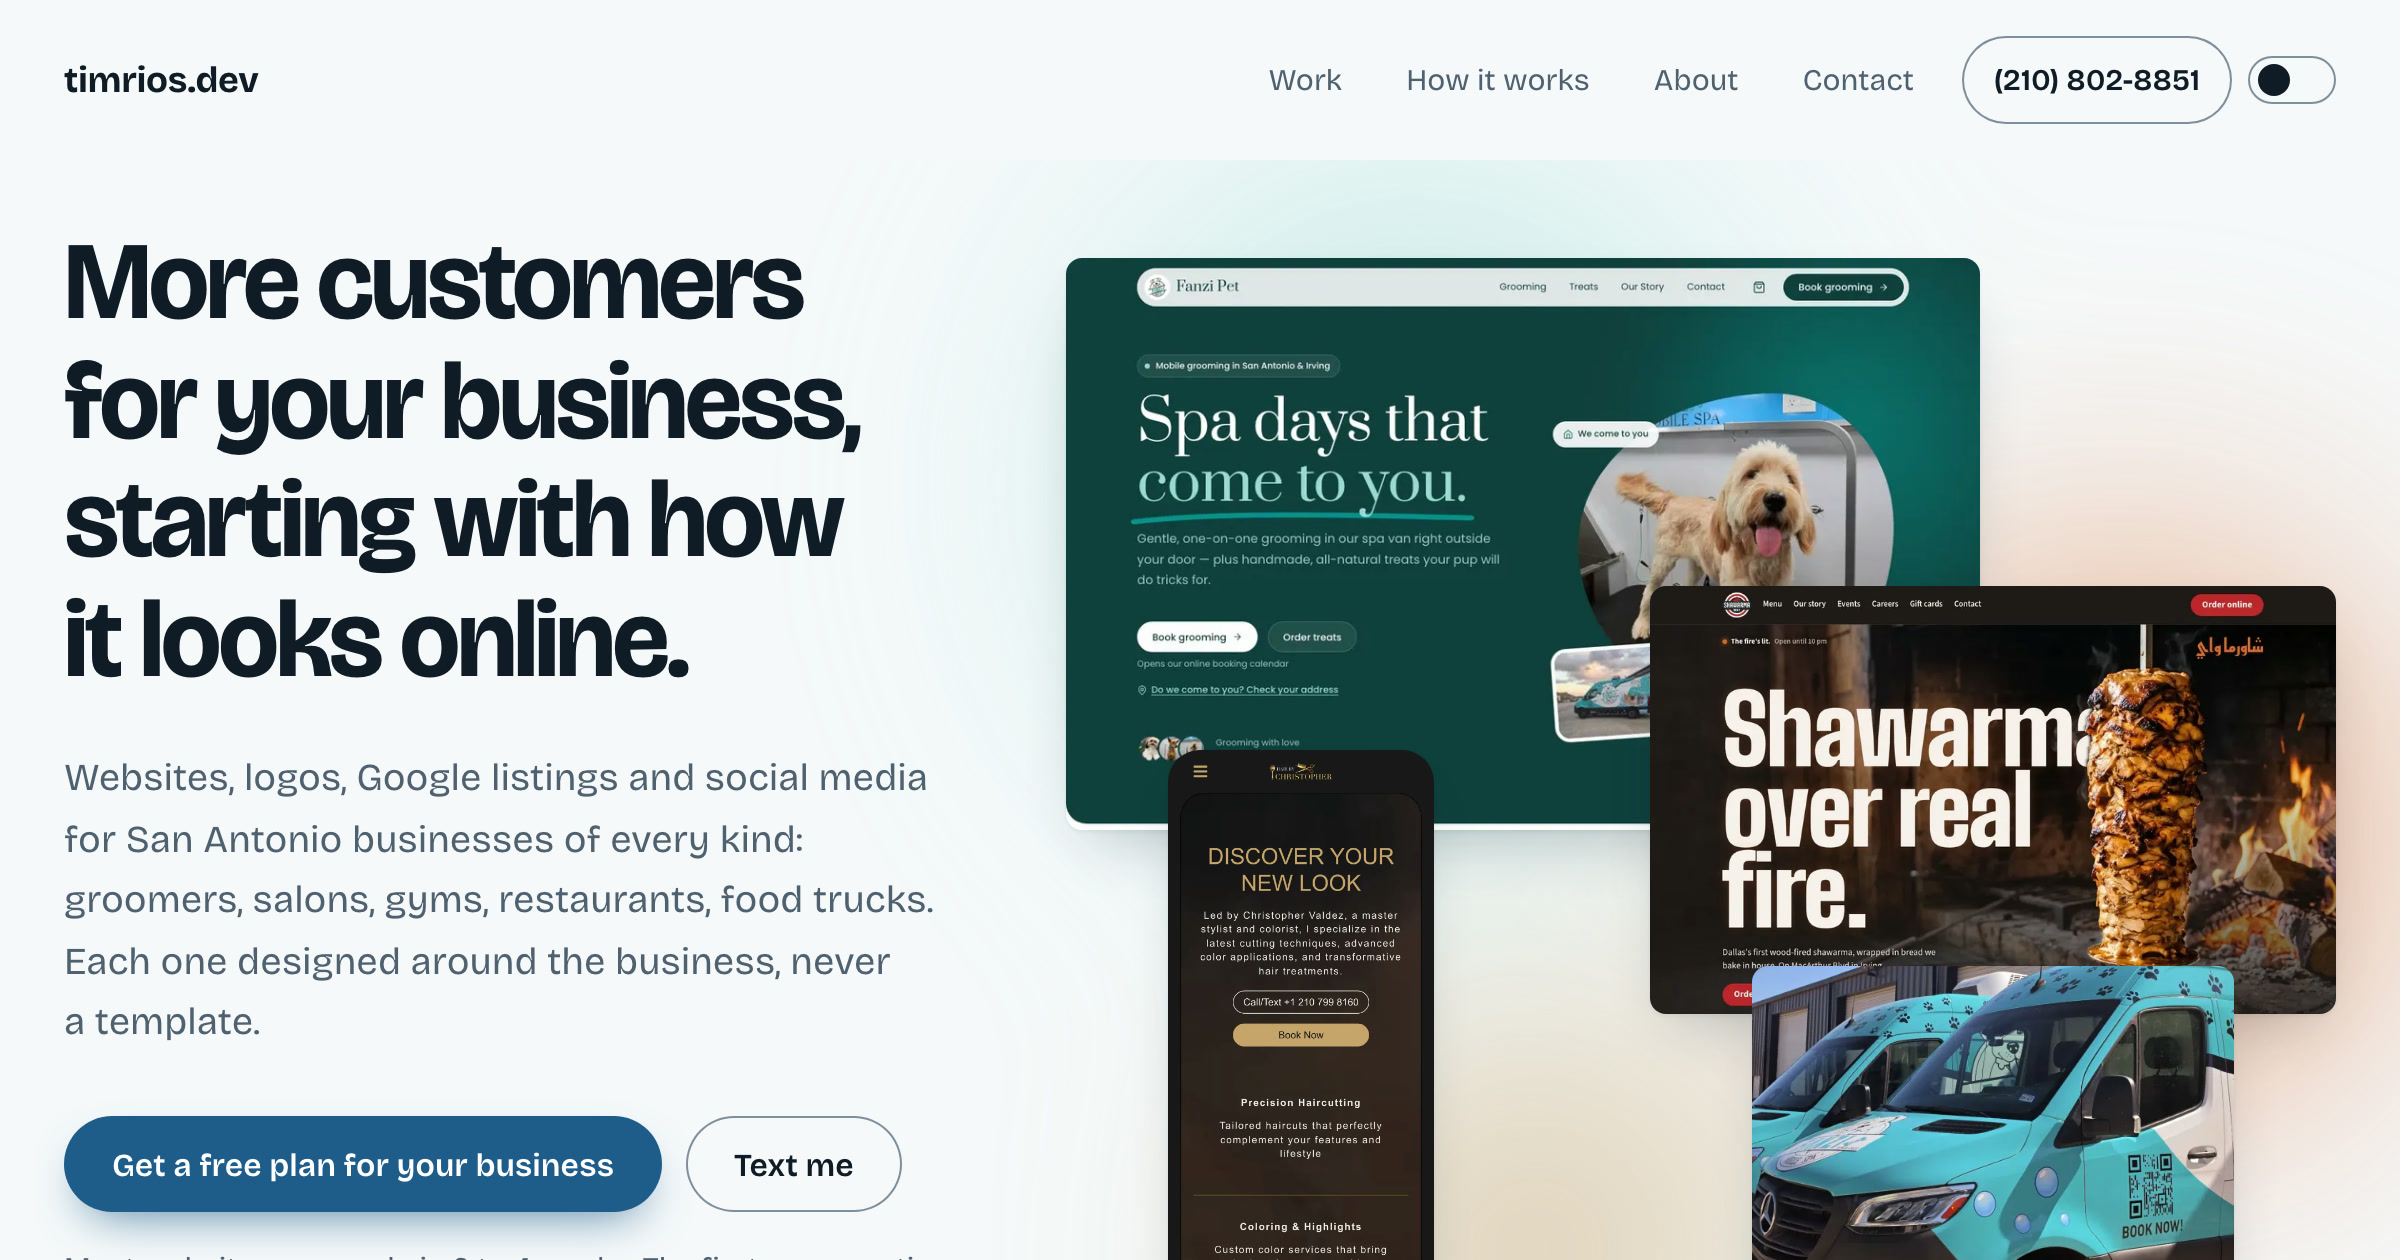 timrios.dev
Work
How it works
About
Contact
(210) 802-8851
More customers
for your business,
starting with how
it looks online.
Websites, logos, Google listings and social media
for San Antonio businesses of every kind:
groomers, salons, gyms, restaurants, food trucks.
Each one designed around the business, never
a template.
Get a free plan for your business
Text me
Fanzi Pet
Grooming
Treats
Our Story
Contact
Book grooming
Mobile grooming in San Antonio & Irving
Spa days that
come to you.
We come to you
Gentle, one-on-one grooming in our spa van right outside
your door — plus handmade, all-natural treats your pup will
do tricks for.
Book grooming
Order treats
Opens our online booking calendar
Do we come to you? Check your address
Grooming with love
CHRISTOPHER
DISCOVER YOUR
NEW LOOK
Led by Christopher Valdez, a master
stylist and colorist, I specialize in the
latest cutting techniques, advanced
color applications, and transformative
hair treatments.
Call/Text +1 210 799 8160
Book Now
Precision Haircutting
Tailored haircuts that perfectly
complement your features and
lifestyle
Coloring & Highlights
Custom color services that bring
Menu
Our story
Events
Careers
Gift cards
Contact
Order online
The fire's lit. Open until 10 pm
شاورما واي
Shawarma
over real
fire.
Dallas's first wood-fired shawarma, wrapped in bread we
BOOK NOW!